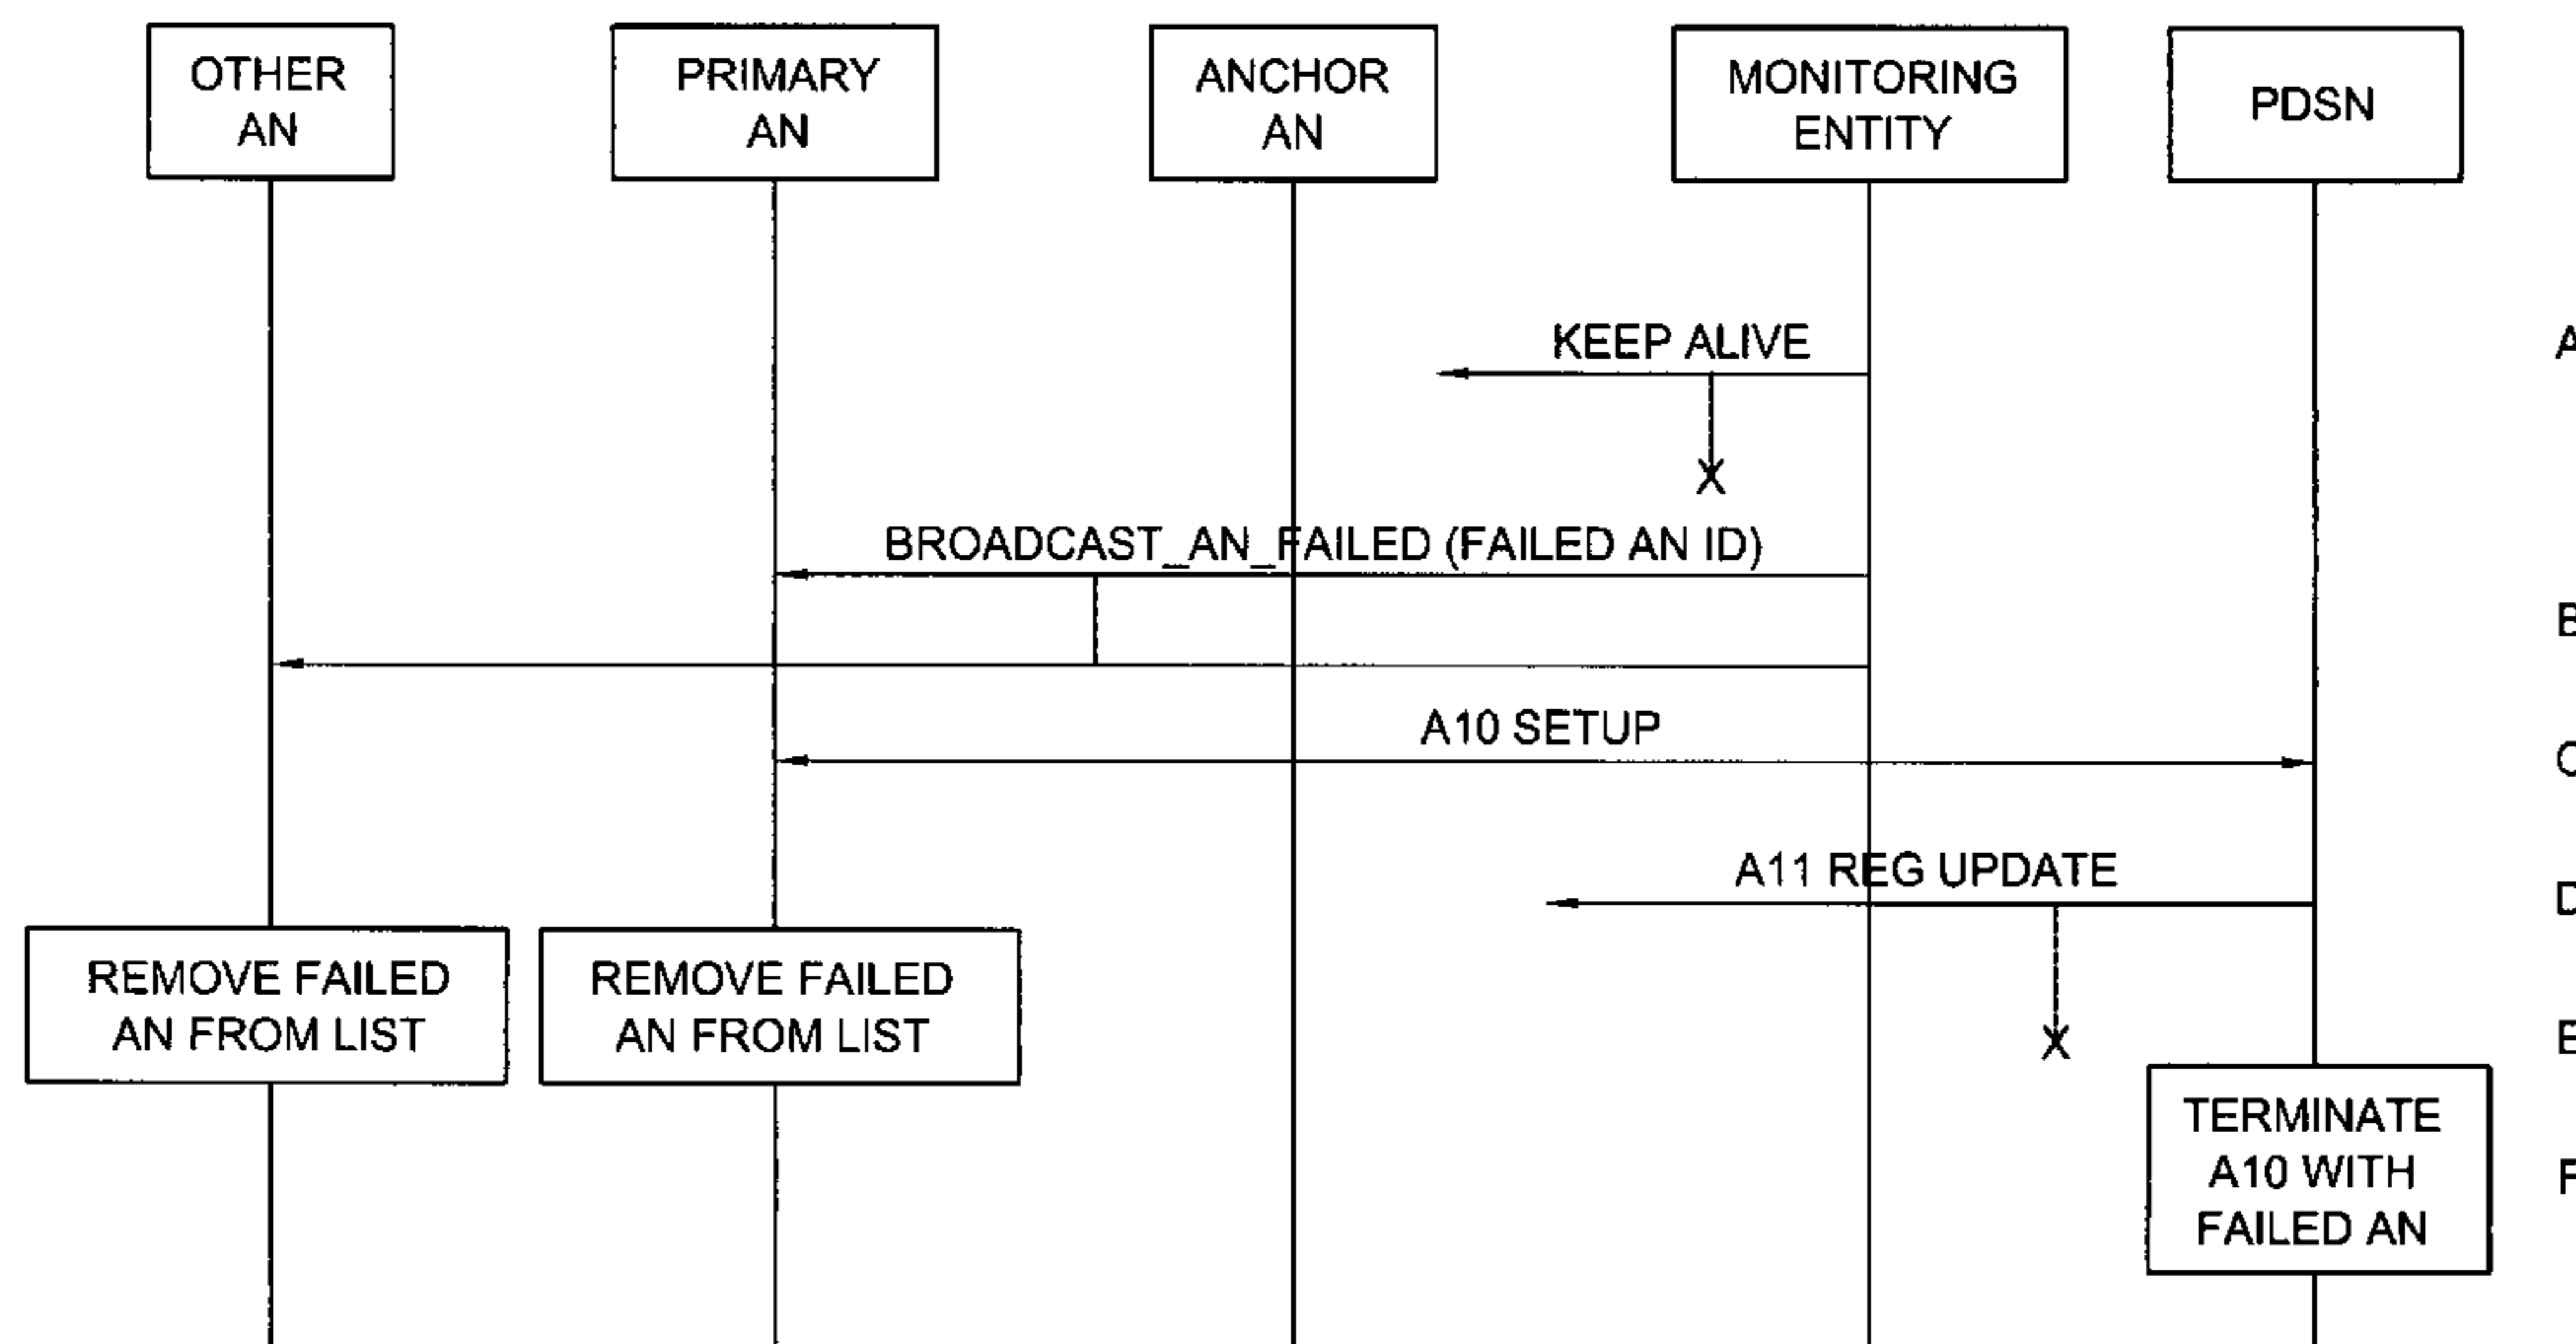 OTHER
AN
PRIMARY
AN
ANCHOR
AN
MONITORING
ENTITY
PDSN
KEEP ALIVE
A
X
BROADCAST_AN_FAILED (FAILED AN ID)
B
A10 SETUP
C
A11 REG UPDATE
D
REMOVE FAILED
AN FROM LIST
REMOVE FAILED
AN FROM LIST
X
E
TERMINATE
A10 WITH
FAILED AN
F